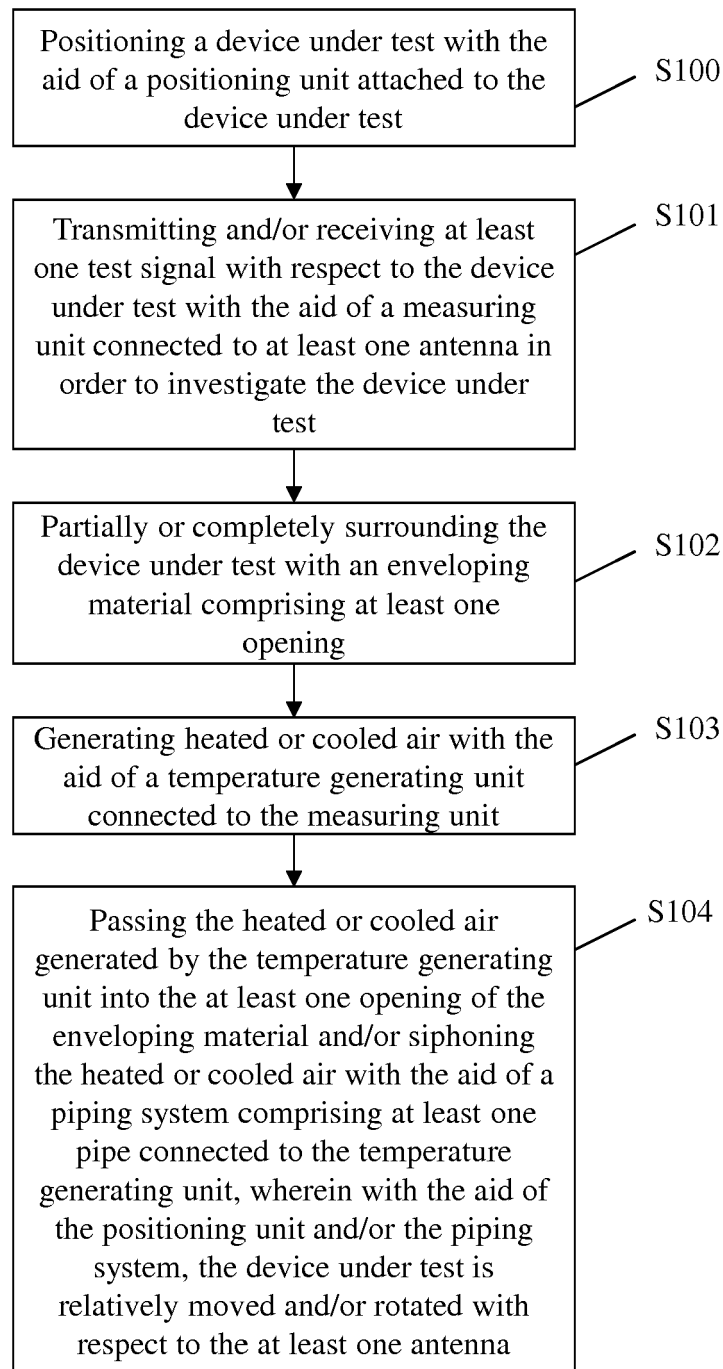 Positioning a device under test with the
aid of a positioning unit attached to the
device under test
S100
Transmitting and/or receiving at least
one test signal with respect to the device
under test with the aid of a measuring
unit connected to at least one antenna in
order to investigate the device under
test
S101
Partially or completely surrounding the
device under test with an enveloping
material comprising at least one
opening
S102
Generating heated or cooled air with the
aid of a temperature generating unit
connected to the measuring unit
S103
Passing the heated or cooled air
generated by the temperature generating
unit into the at least one opening of the
enveloping material and/or siphoning
the heated or cooled air with the aid of a
piping system comprising at least one
pipe connected to the temperature
generating unit, wherein with the aid of
the positioning unit and/or the piping
system, the device under test is
relatively moved and/or rotated with
respect to the at least one antenna
S104